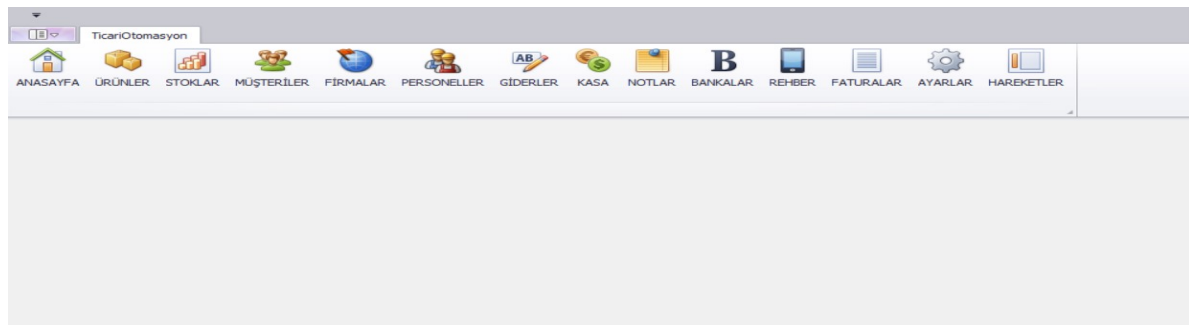 TicariOtomasyon
ANASAYFA ÜRÜNLER STOKLAR MÜŞTERİLER FİRMALAR PERSONELLER GİDERLER KASA NOTLAR BANKALAR REHBER FATURALAR AYARLAR HAREKETLER